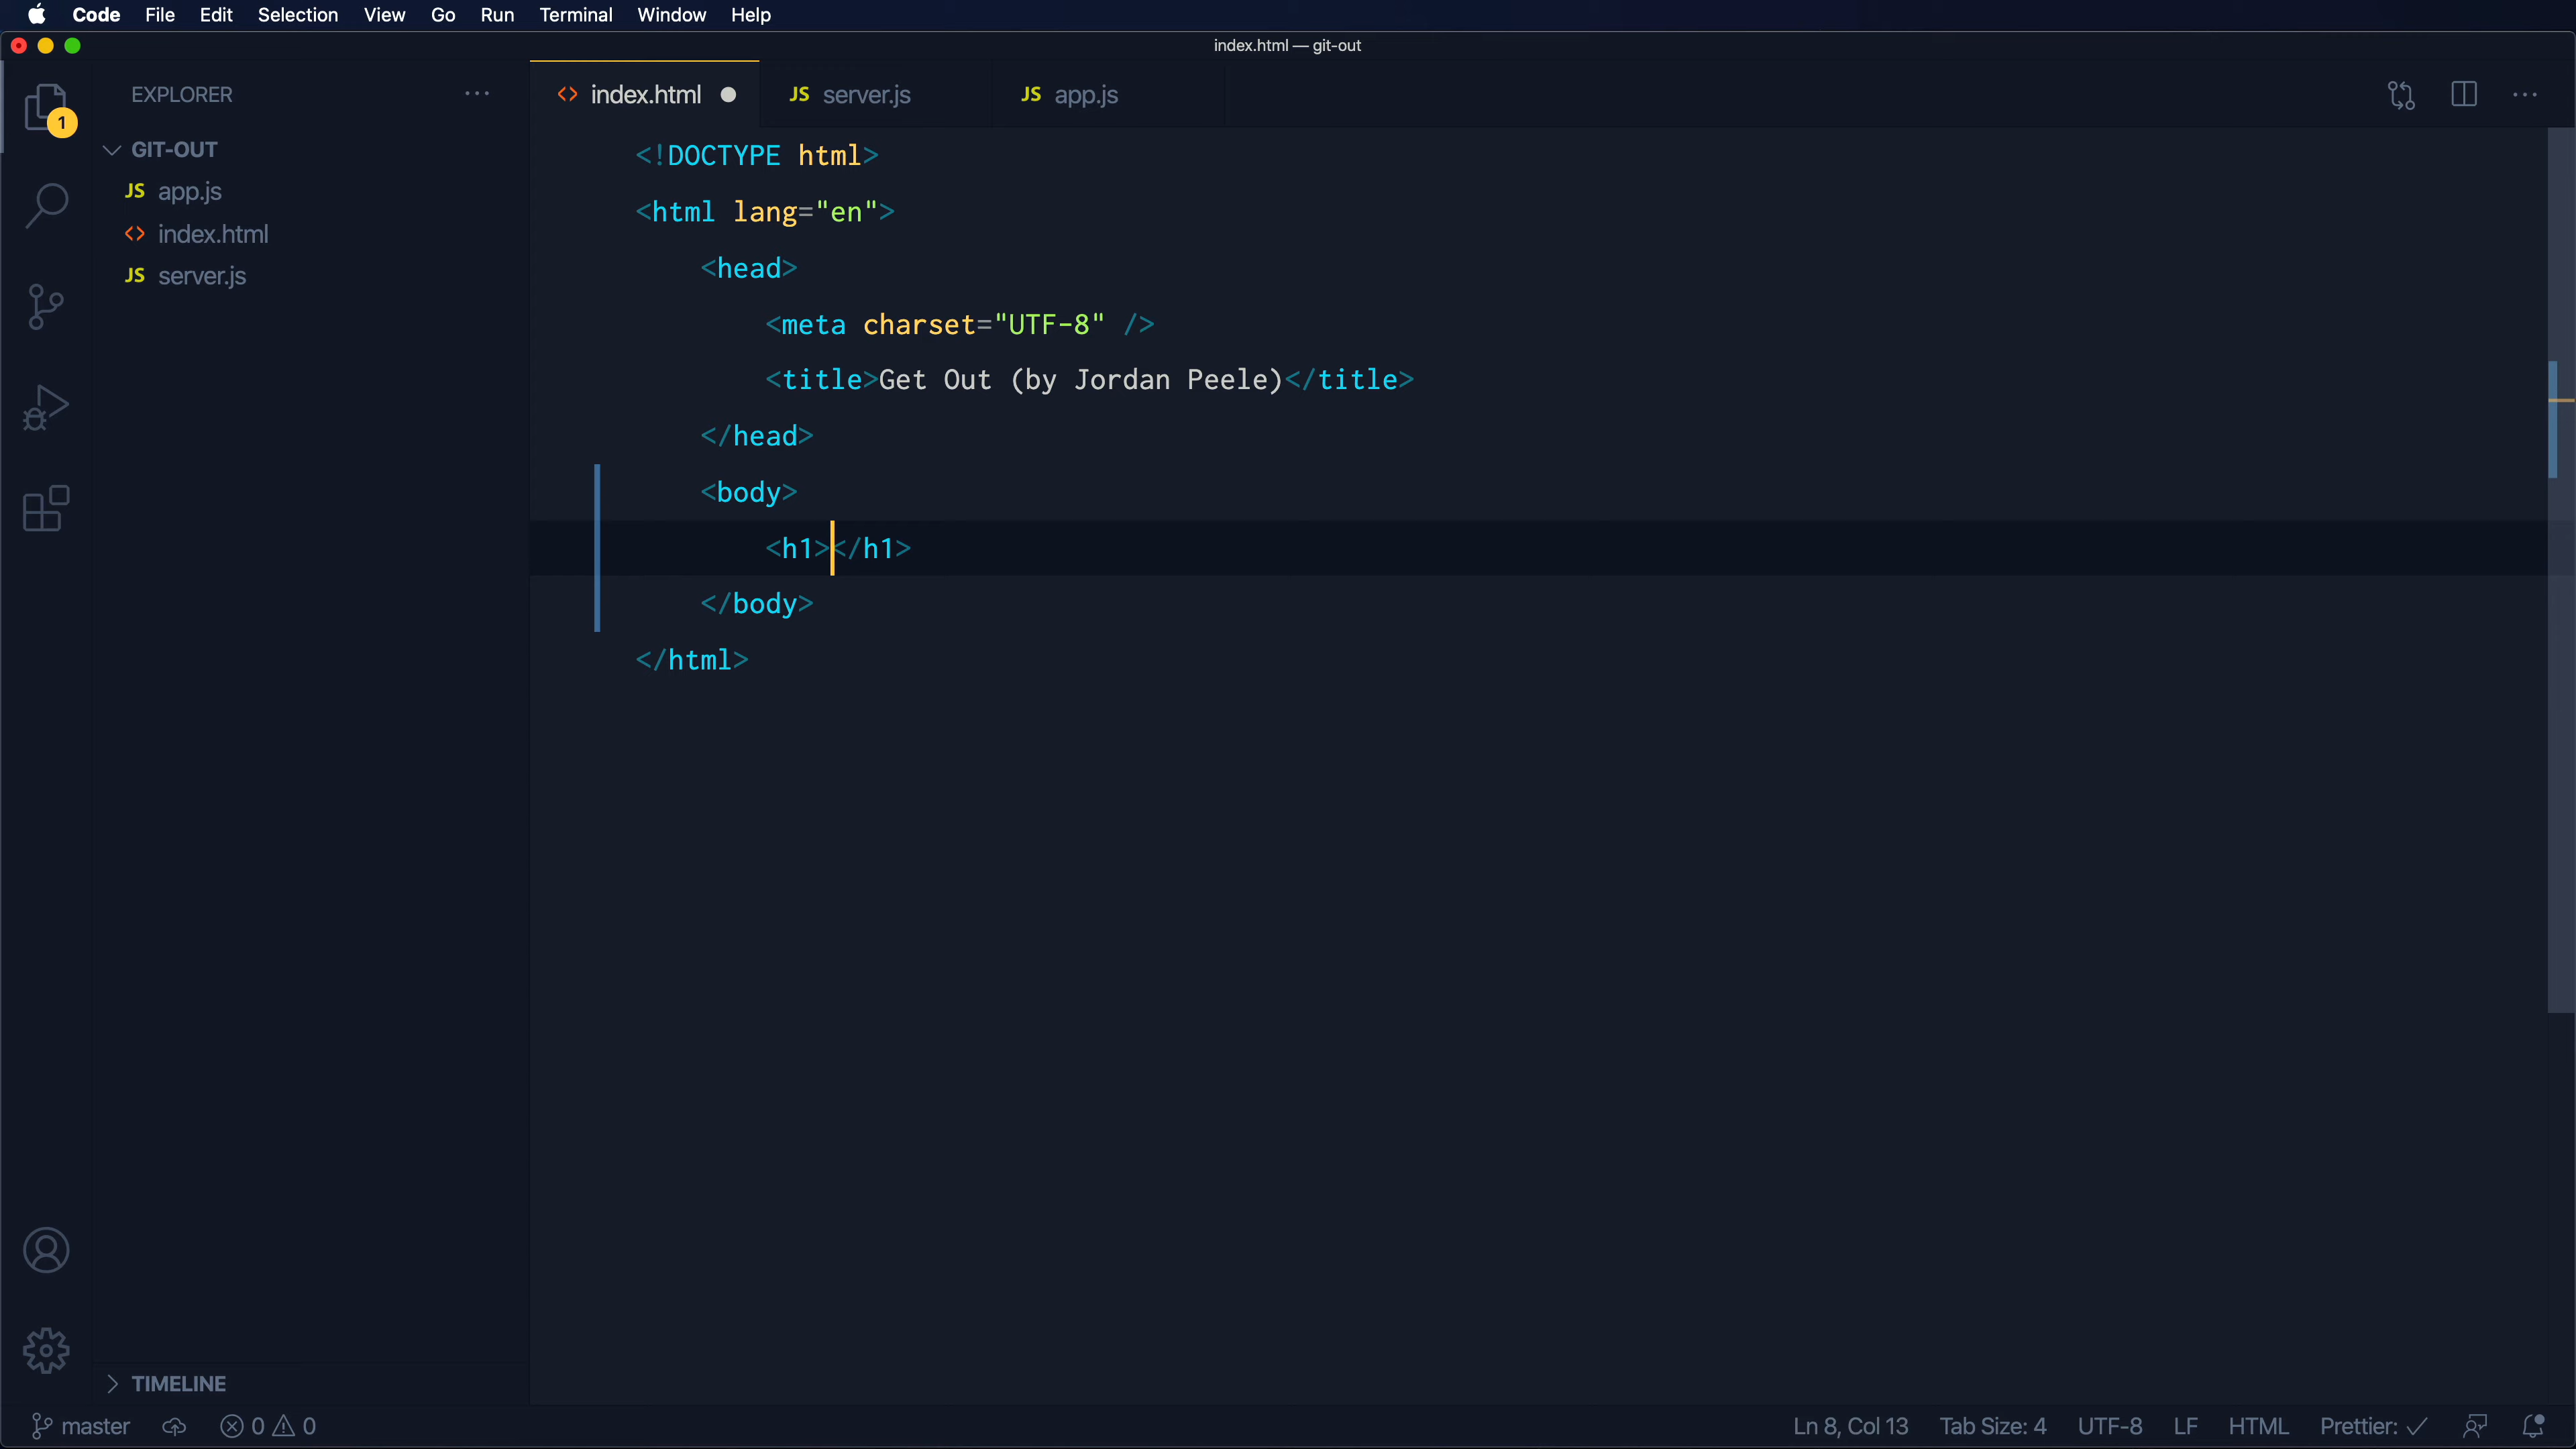 Code File Edit Selection View Go Run Terminal Window Help
index.html — git-out
EXPLORER
1
GIT-OUT
JS app.js
<> index.html
JS server.js
<> index.html
JS server.js
JS app.js
<!DOCTYPE html>
<html lang="en">
<head>
<meta charset="UTF-8" />
<title>Get Out (by Jordan Peele)</title>
</head>
<body>
<h1></h1>
</body>
</html>
TIMELINE
master 0 0 Ln 8, Col 13 Tab Size: 4 UTF-8 LF HTML Prettier: ✓